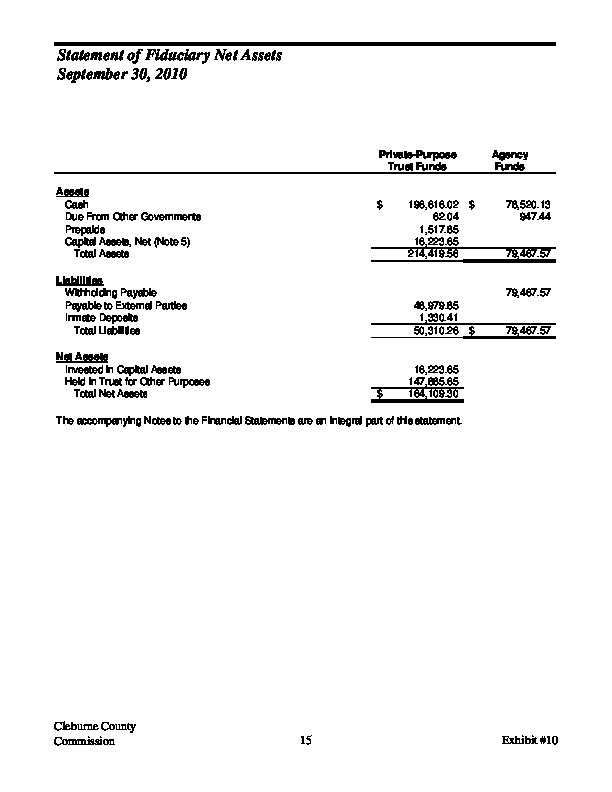 Statement of Fiduciary Net Assets
September 30, 2010
Private-Purpose Agency
Trust Funds Funds
Assets
Cash $ 196,616.02 $ 78,520.13
Due From Other Governments 62.04 947.44
Prepaids 1,517.85
Capital Assets, Net (Note 5) 16,223.65
Total Assets 214,419.56 79,467.57
Liabilities
Withholding Payable 79,467.57
Payable to External Parties 48,979.85
Inmate Deposits 1,330.41
Total Liabilities 50,310.26 $ 79,467.57
Net Assets
Invested in Capital Assets 16,223.65
Held in Trust for Other Purposes 147,885.65
Total Net Assets $ 164,109.30
The accompanying Notes to the Financial Statements are an integral part of this statement.
Cleburne County
Commission 15 Exhibit #10